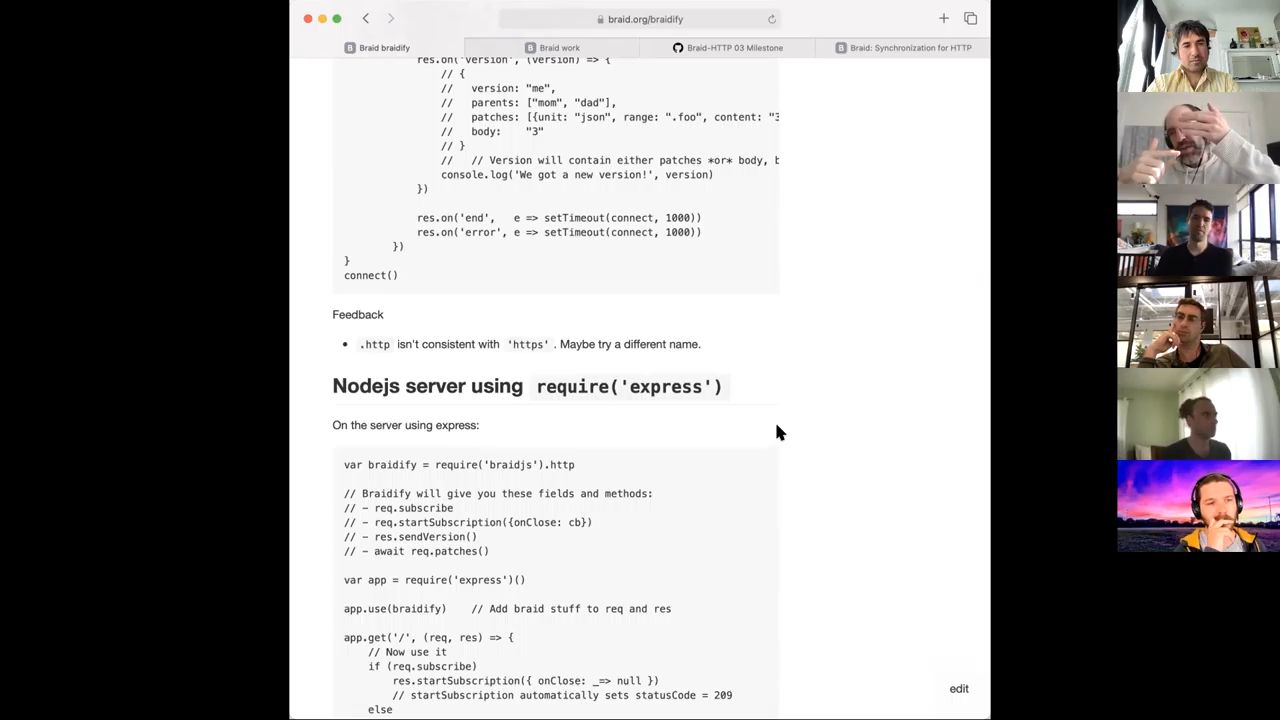 braid.org/braidify
Braid braidify
Braid work
Braid-HTTP 03 Milestone
Braid: Synchronization for HTTP
res.on('version', (version) => {
// {
//   version: "me",
//   parents: ["mom", "dad"],
//   patches: [{unit: "json", range: ".foo", content: "3
//   body:    "3"
// }
//   // Version will contain either patches *or* body, b
console.log('We got a new version!', version)
})
res.on('end',   e => setTimeout(connect, 1000))
res.on('error', e => setTimeout(connect, 1000))
})
}
connect()
Feedback
• .http isn't consistent with 'https'. Maybe try a different name.
Nodejs server using require('express')
On the server using express:
var braidify = require('braidjs').http
// Braidify will give you these fields and methods:
// - req.subscribe
// - req.startSubscription({onClose: cb})
// - res.sendVersion()
// - await req.patches()
var app = require('express')()
app.use(braidify)    // Add braid stuff to req and res
app.get('/', (req, res) => {
// Now use it
if (req.subscribe)
res.startSubscription({ onClose: _=> null })
// startSubscription automatically sets statusCode = 209
else
edit